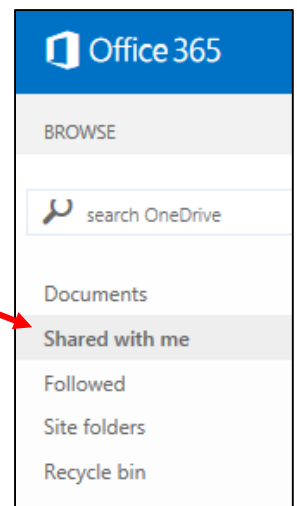 Office 365
BROWSE
search OneDrive
Documents
Shared with me
Followed
Site folders
Recycle bin